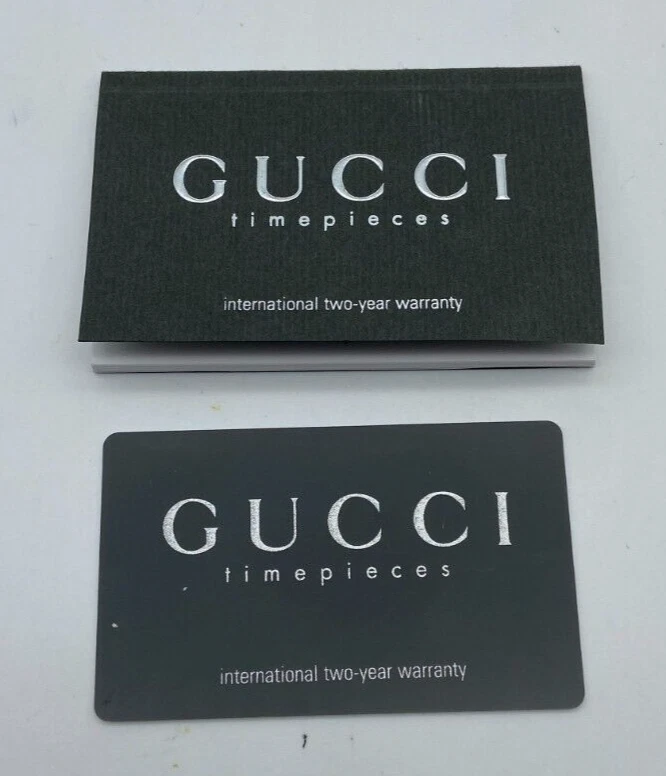 GUCCI
timepieces
international two-year warranty
GUCCI
timepieces
international two-year warranty